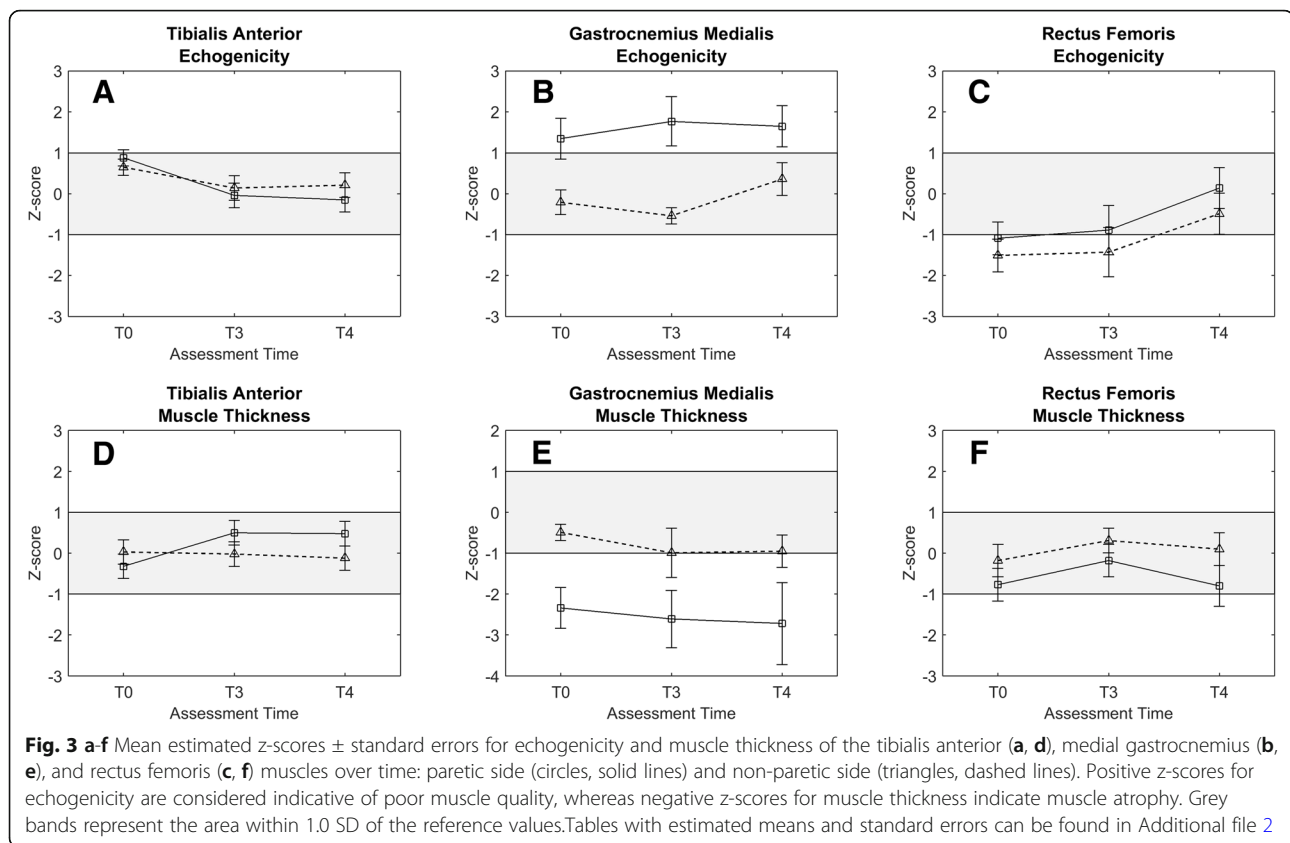 Tibialis Anterior
Echogenicity
A
3
2
1
0
-1
-2
-3
Z-score
T0 T3 T4
Assessment Time
Gastrocnemius Medialis
Echogenicity
B
3
2
1
0
-1
-2
-3
Z-score
T0 T3 T4
Assessment Time
Rectus Femoris
Echogenicity
C
3
2
1
0
-1
-2
-3
Z-score
T0 T3 T4
Assessment Time
Tibialis Anterior
Muscle Thickness
D
3
2
1
0
-1
-2
-3
Z-score
T0 T3 T4
Assessment Time
Gastrocnemius Medialis
Muscle Thickness
E
2
1
0
-1
-2
-3
-4
Z-score
T0 T3 T4
Assessment Time
Rectus Femoris
Muscle Thickness
F
3
2
1
0
-1
-2
-3
Z-score
T0 T3 T4
Assessment Time
Fig. 3 a-f Mean estimated z-scores ± standard errors for echogenicity and muscle thickness of the tibialis anterior (a, d), medial gastrocnemius (b,
e), and rectus femoris (c, f) muscles over time: paretic side (circles, solid lines) and non-paretic side (triangles, dashed lines). Positive z-scores for
echogenicity are considered indicative of poor muscle quality, whereas negative z-scores for muscle thickness indicate muscle atrophy. Grey
bands represent the area within 1.0 SD of the reference values.Tables with estimated means and standard errors can be found in Additional file 2